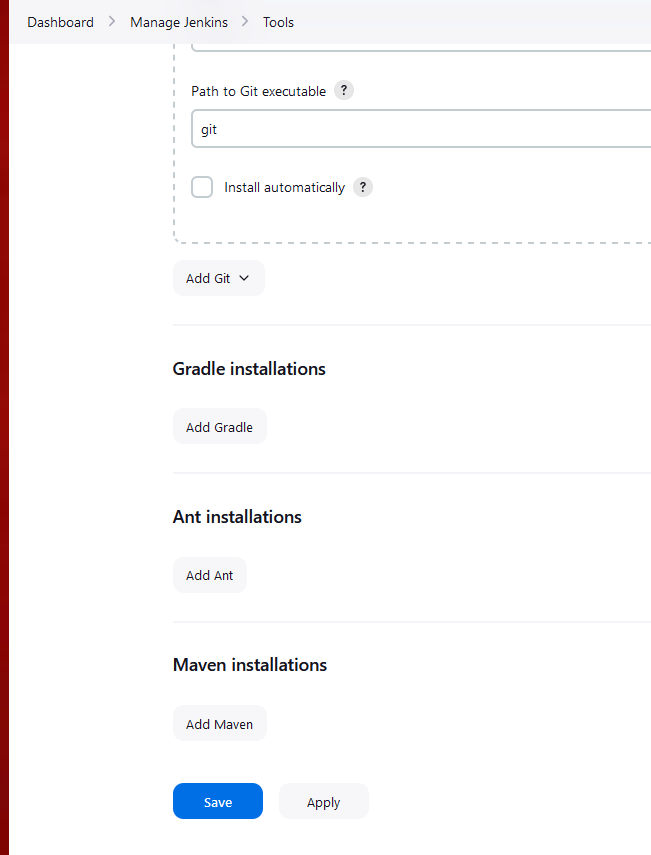 Dashboard > Manage Jenkins > Tools
Path to Git executable ?
git
Install automatically ?
Add Git
Gradle installations
Add Gradle
Ant installations
Add Ant
Maven installations
Add Maven
Save Apply